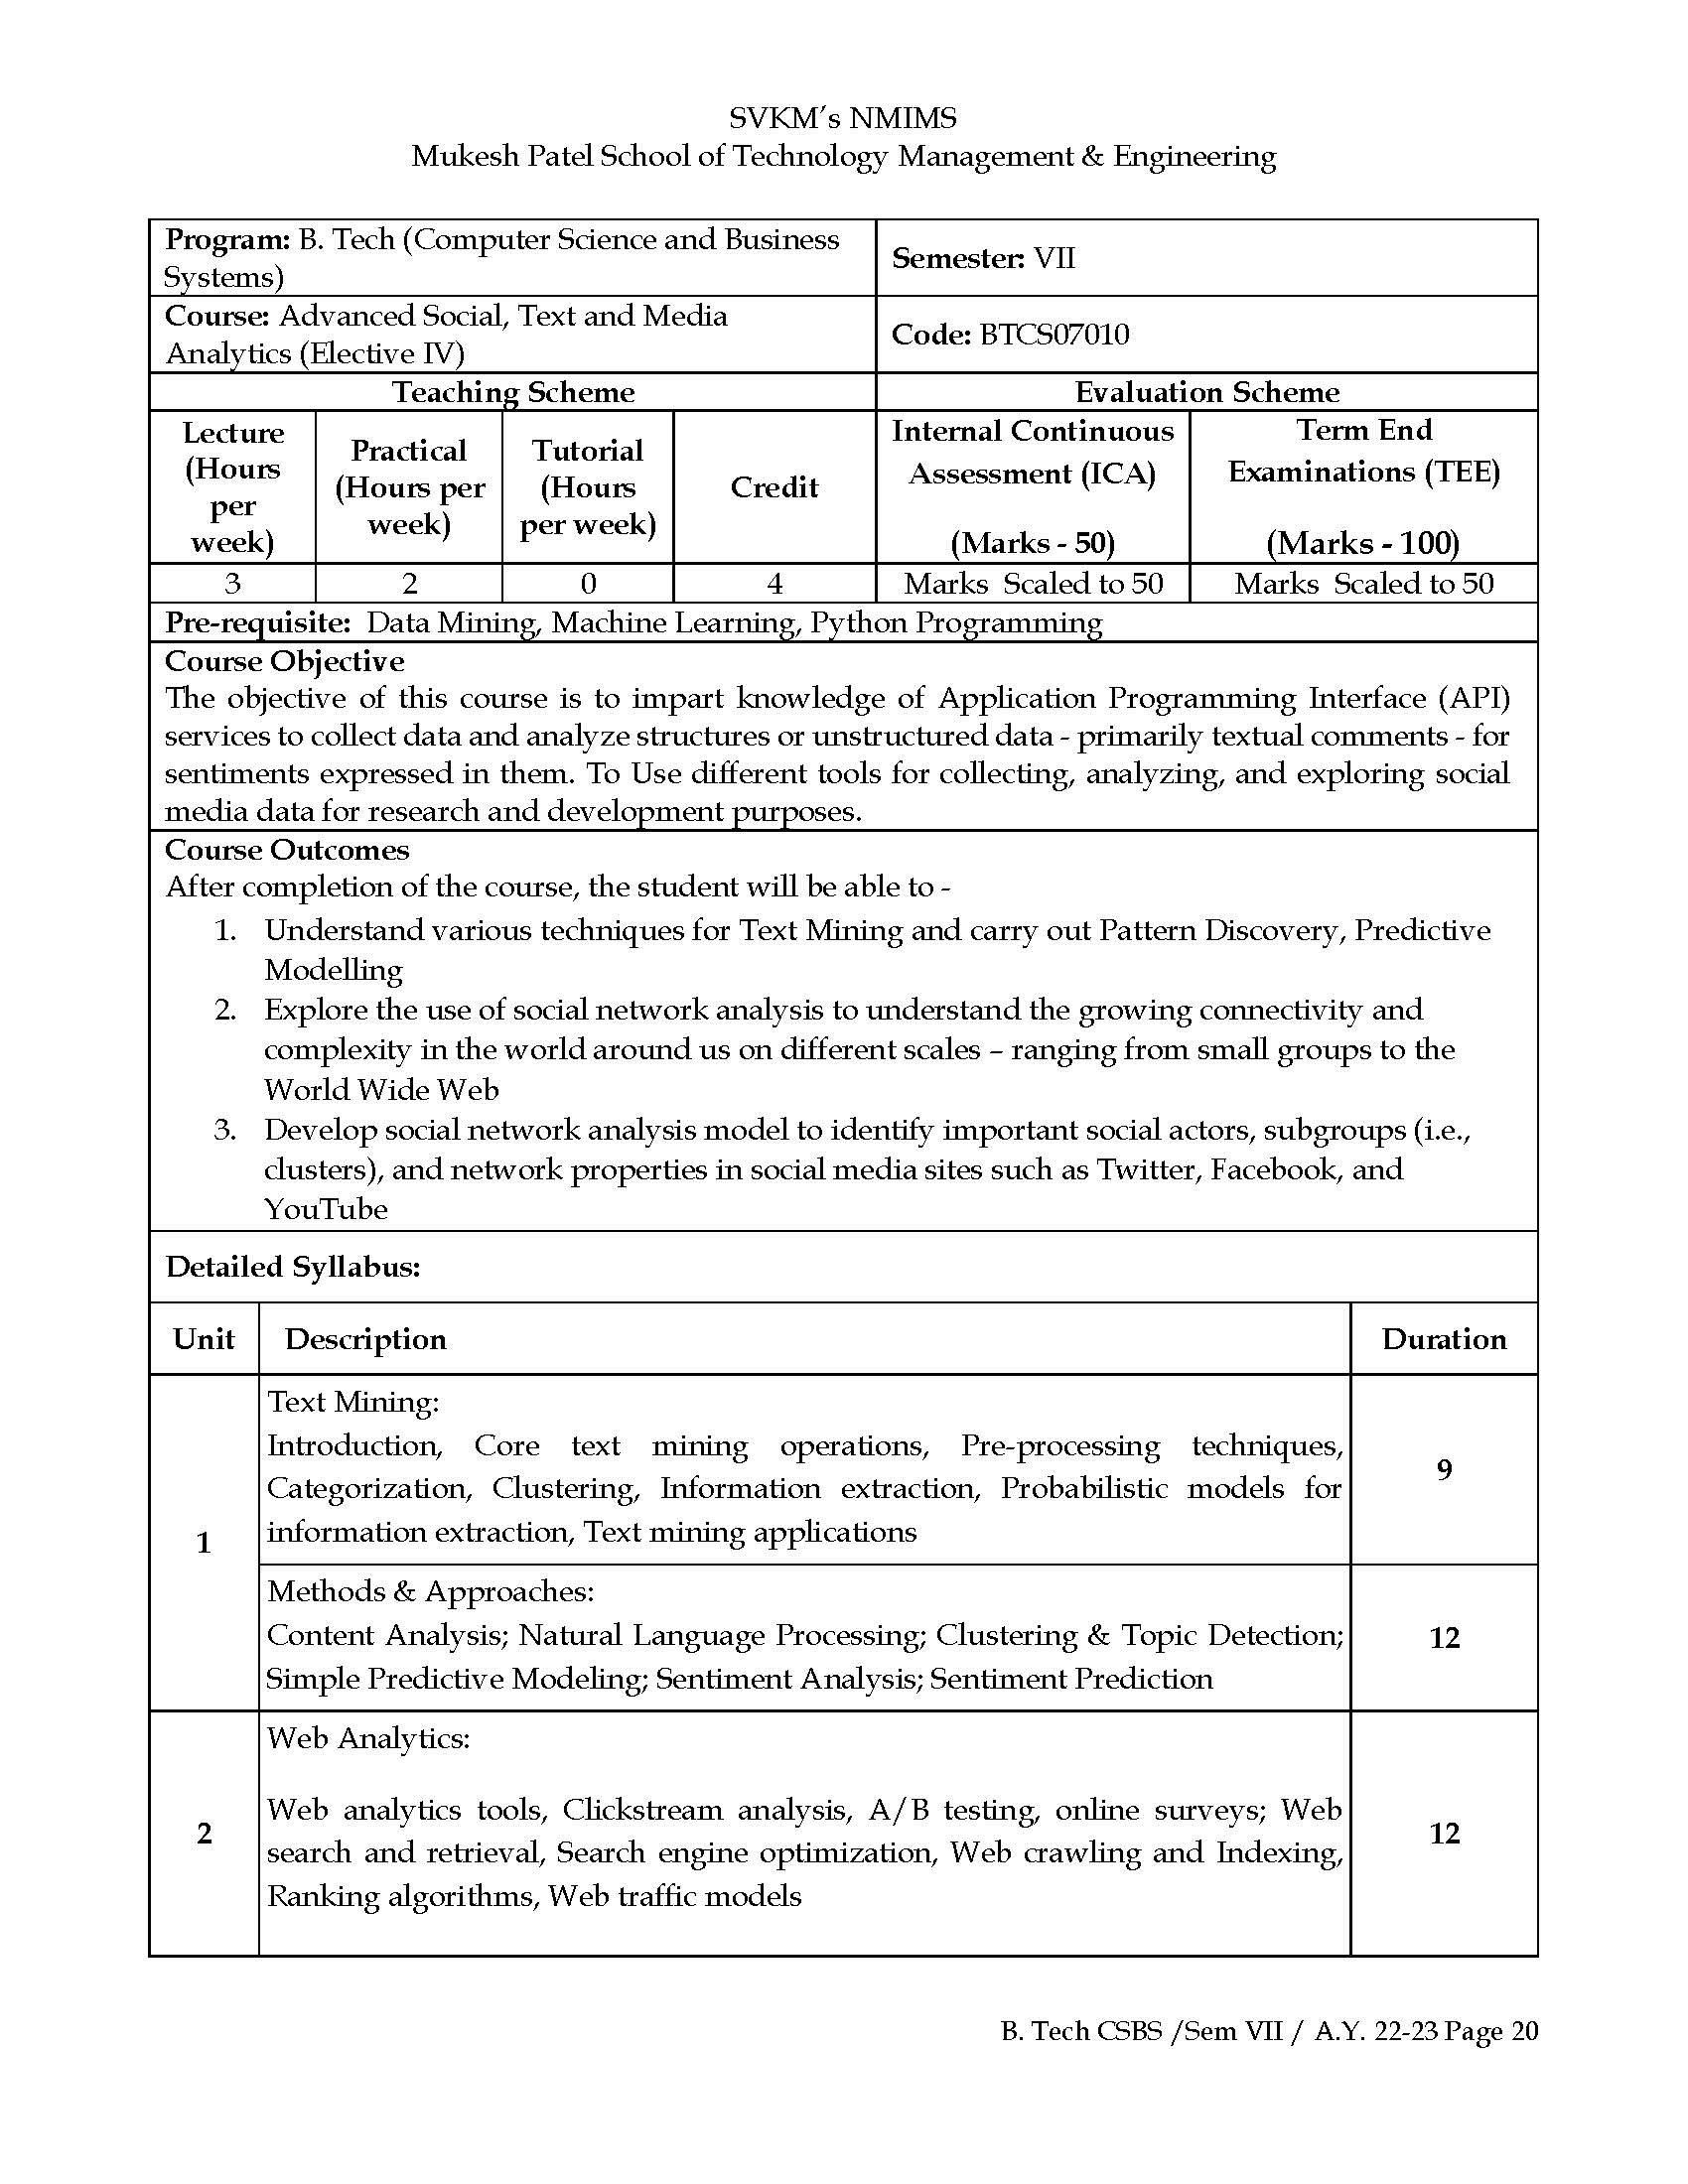 SVKM's NMIMS
Mukesh Patel School of Technology Management & Engineering
Program: B. Tech (Computer Science and Business
Systems)
Semester: VII
Course: Advanced Social, Text and Media
Analytics (Elective IV)
Code: BTCS07010
Teaching Scheme
Evaluation Scheme
Lecture
(Hours
per
week)
Practical
(Hours per
week)
Tutorial
(Hours
per week)
Credit
Internal Continuous
Assessment (ICA)
(Marks - 50)
Term End
Examinations (TEE)
(Marks - 100)
3
2
0
4
Marks Scaled to 50
Marks Scaled to 50
Pre-requisite: Data Mining, Machine Learning, Python Programming
Course Objective
The objective of this course is to impart knowledge of Application Programming Interface (API)
services to collect data and analyze structures or unstructured data - primarily textual comments - for
sentiments expressed in them. To Use different tools for collecting, analyzing, and exploring social
media data for research and development purposes.
Course Outcomes
After completion of the course, the student will be able to -
1. Understand various techniques for Text Mining and carry out Pattern Discovery, Predictive
Modelling
2. Explore the use of social network analysis to understand the growing connectivity and
complexity in the world around us on different scales – ranging from small groups to the
World Wide Web
3. Develop social network analysis model to identify important social actors, subgroups (i.e.,
clusters), and network properties in social media sites such as Twitter, Facebook, and
YouTube
Detailed Syllabus:
Unit
Description
Duration
1
Text Mining:
Introduction, Core text mining operations, Pre-processing techniques,
Categorization, Clustering, Information extraction, Probabilistic models for
information extraction, Text mining applications
9
Methods & Approaches:
Content Analysis; Natural Language Processing; Clustering & Topic Detection;
Simple Predictive Modeling; Sentiment Analysis; Sentiment Prediction
12
2
Web Analytics:
Web analytics tools, Clickstream analysis, A/B testing, online surveys; Web
search and retrieval, Search engine optimization, Web crawling and Indexing,
Ranking algorithms, Web traffic models
12
B. Tech CSBS /Sem VII / A.Y. 22-23 Page 20